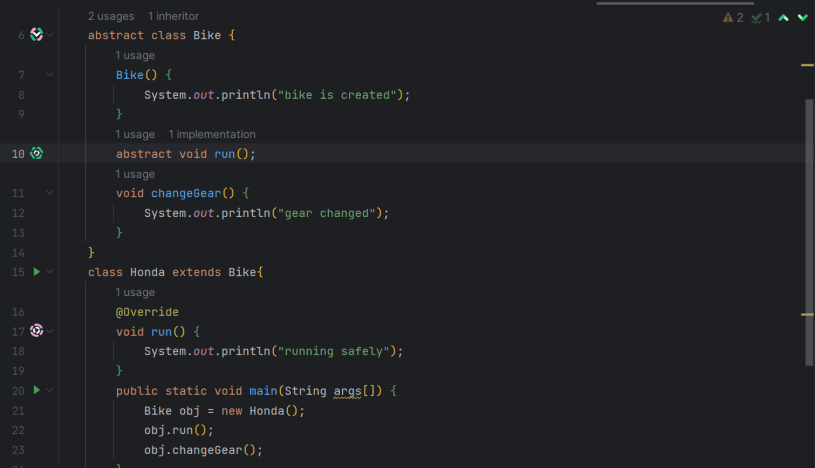 2 usages 1 inheritor
2 1
6 abstract class Bike {
1 usage
7 Bike() {
8 System.out.println("bike is created");
9 }
1 usage 1 implementation
10 abstract void run();
1 usage
11 void changeGear() {
12 System.out.println("gear changed");
13 }
14 }
15 class Honda extends Bike{
1 usage
16 @Override
17 void run() {
18 System.out.println("running safely");
19 }
20 public static void main(String args[]) {
21 Bike obj = new Honda();
22 obj.run();
23 obj.changeGear();